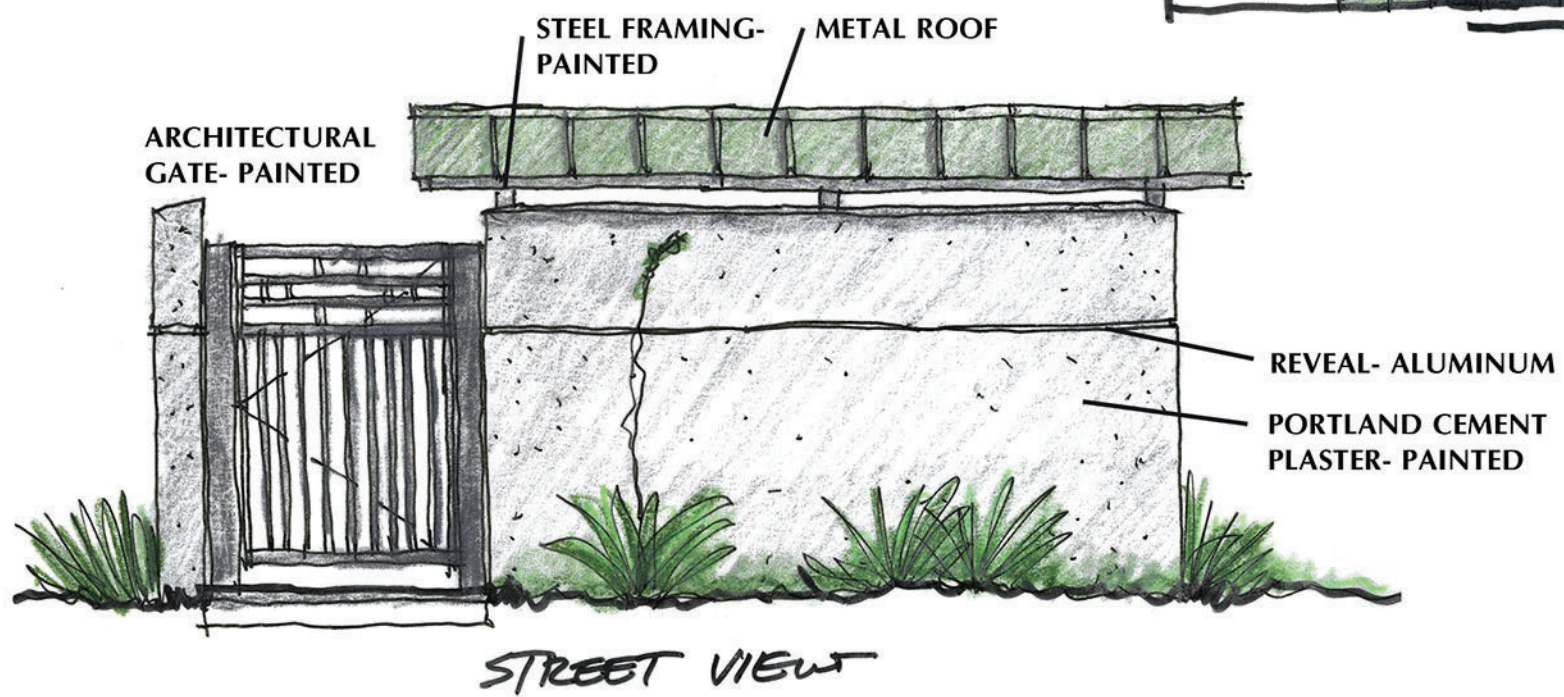 STEEL FRAMING-
PAINTED
METAL ROOF
ARCHITECTURAL
GATE- PAINTED
REVEAL- ALUMINUM
PORTLAND CEMENT
PLASTER- PAINTED
STREET VIEW